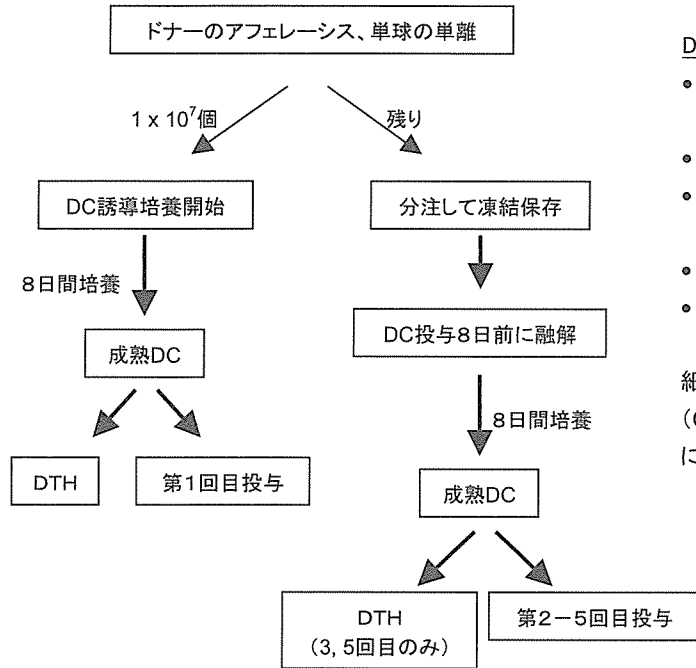 ドナーのアフェレーシス、単球の単離
1 x 10⁷個
残り
DC誘導培養開始
分注して凍結保存
8日間培養
DC投与8日前に融解
成熟DC
8日間培養
DTH
第1回目投与
成熟DC
DTH
(3, 5回目のみ)
第2－5回目投与
D
•
•
•
•
•
細
(
に